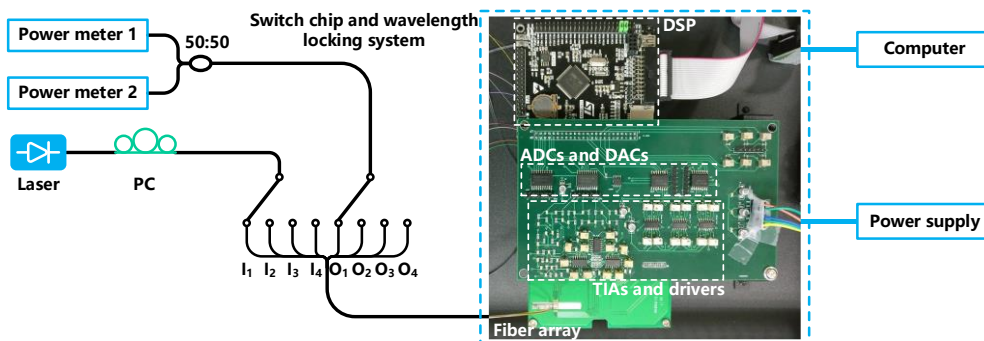 Power meter 1
50:50
Switch chip and wavelength
locking system
DSP
Computer
Power meter 2
Laser
PC
ADCs and DACs
Power supply
I₁ I₂ I₃ I₄ O₁ O₂ O₃ O₄
TIAs and drivers
Fiber array